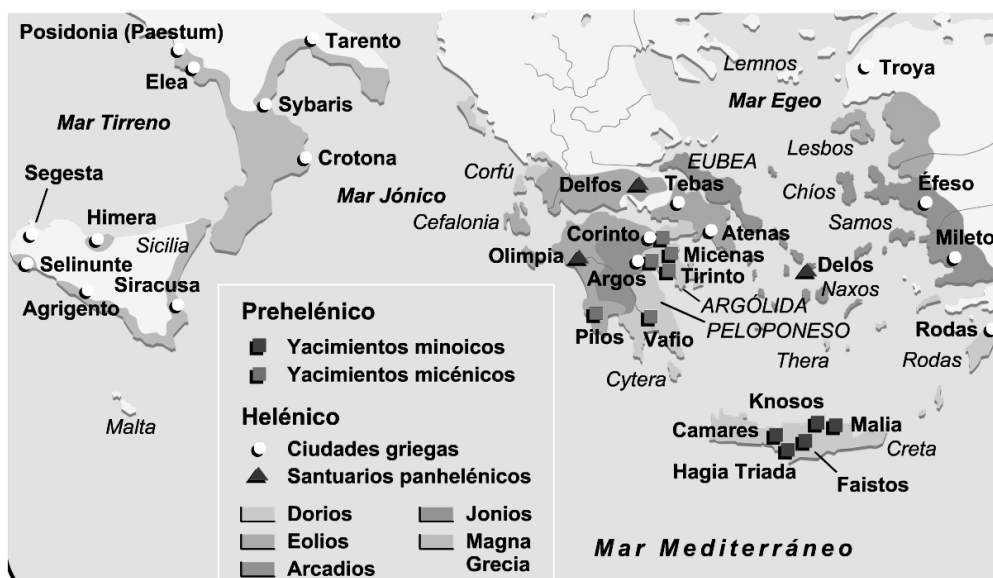 Posidonia (Paestum)
Tarento
Elea
Sybaris
Mar Tirreno
Crotona
Mar Jónico
Segesta
Himera
Sicilia
Selinunte
Agrigento
Siracusa
Malta
Lemnos
Troya
Mar Egeo
Lesbos
EUBEA
Corfú
Delfos
Tebas
Chíos
Éfeso
Cefalonia
Samos
Corinto
Atenas
Mileto
Olimpia
Micenas
Delos
Argos
Tirinto
Naxos
ARGÓLIDA
PELOPONESO
Pilos
Vafio
Rodas
Thera
Rodas
Cytera
Knosos
Camares
Malia
Creta
Hagia Triada
Faistos
Mar Mediterráneo
Prehelénico
Yacimientos minoicos
Yacimientos micénicos
Helénico
Ciudades griegas
Santuarios panhelénicos
Dorios
Jonios
Eolios
Magna
Grecia
Arcadios